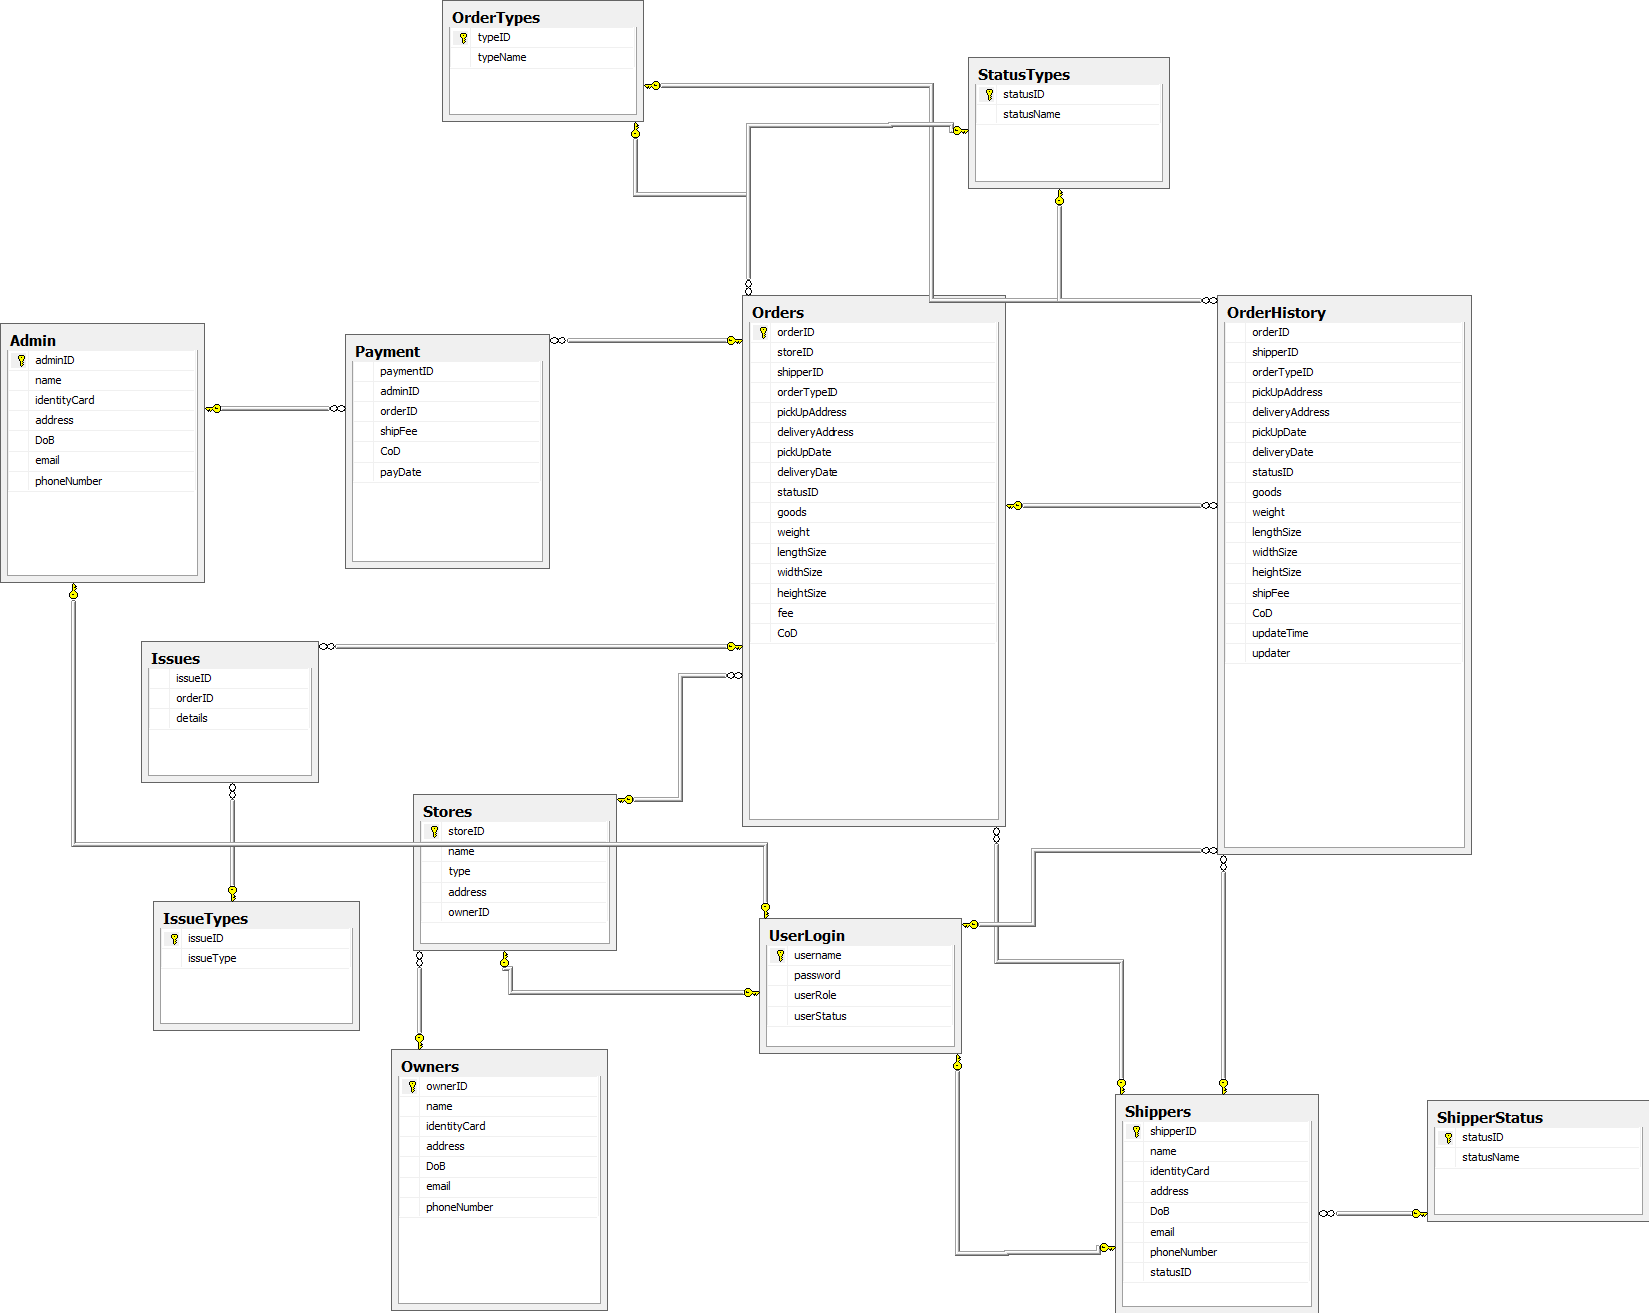 OrderTypes
typeID
typeName
StatusTypes
statusID
statusName
Admin
adminID
name
identityCard
address
DoB
email
phoneNumber
Payment
paymentID
adminID
orderID
shipFee
CoD
payDate
Orders
orderID
storeID
shipperID
orderTypeID
pickUpAddress
deliveryAddress
pickUpDate
deliveryDate
statusID
goods
weight
lengthSize
widthSize
heightSize
fee
CoD
OrderHistory
orderID
shipperID
orderTypeID
pickUpAddress
deliveryAddress
pickUpDate
deliveryDate
statusID
goods
weight
lengthSize
widthSize
heightSize
shipFee
CoD
updateTime
updater
Issues
issueID
orderID
details
Stores
storeID
name
type
address
ownerID
IssueTypes
issueID
issueType
UserLogin
username
password
userRole
userStatus
Owners
ownerID
name
identityCard
address
DoB
email
phoneNumber
Shippers
shipperID
name
identityCard
address
DoB
email
phoneNumber
statusID
ShipperStatus
statusID
statusName